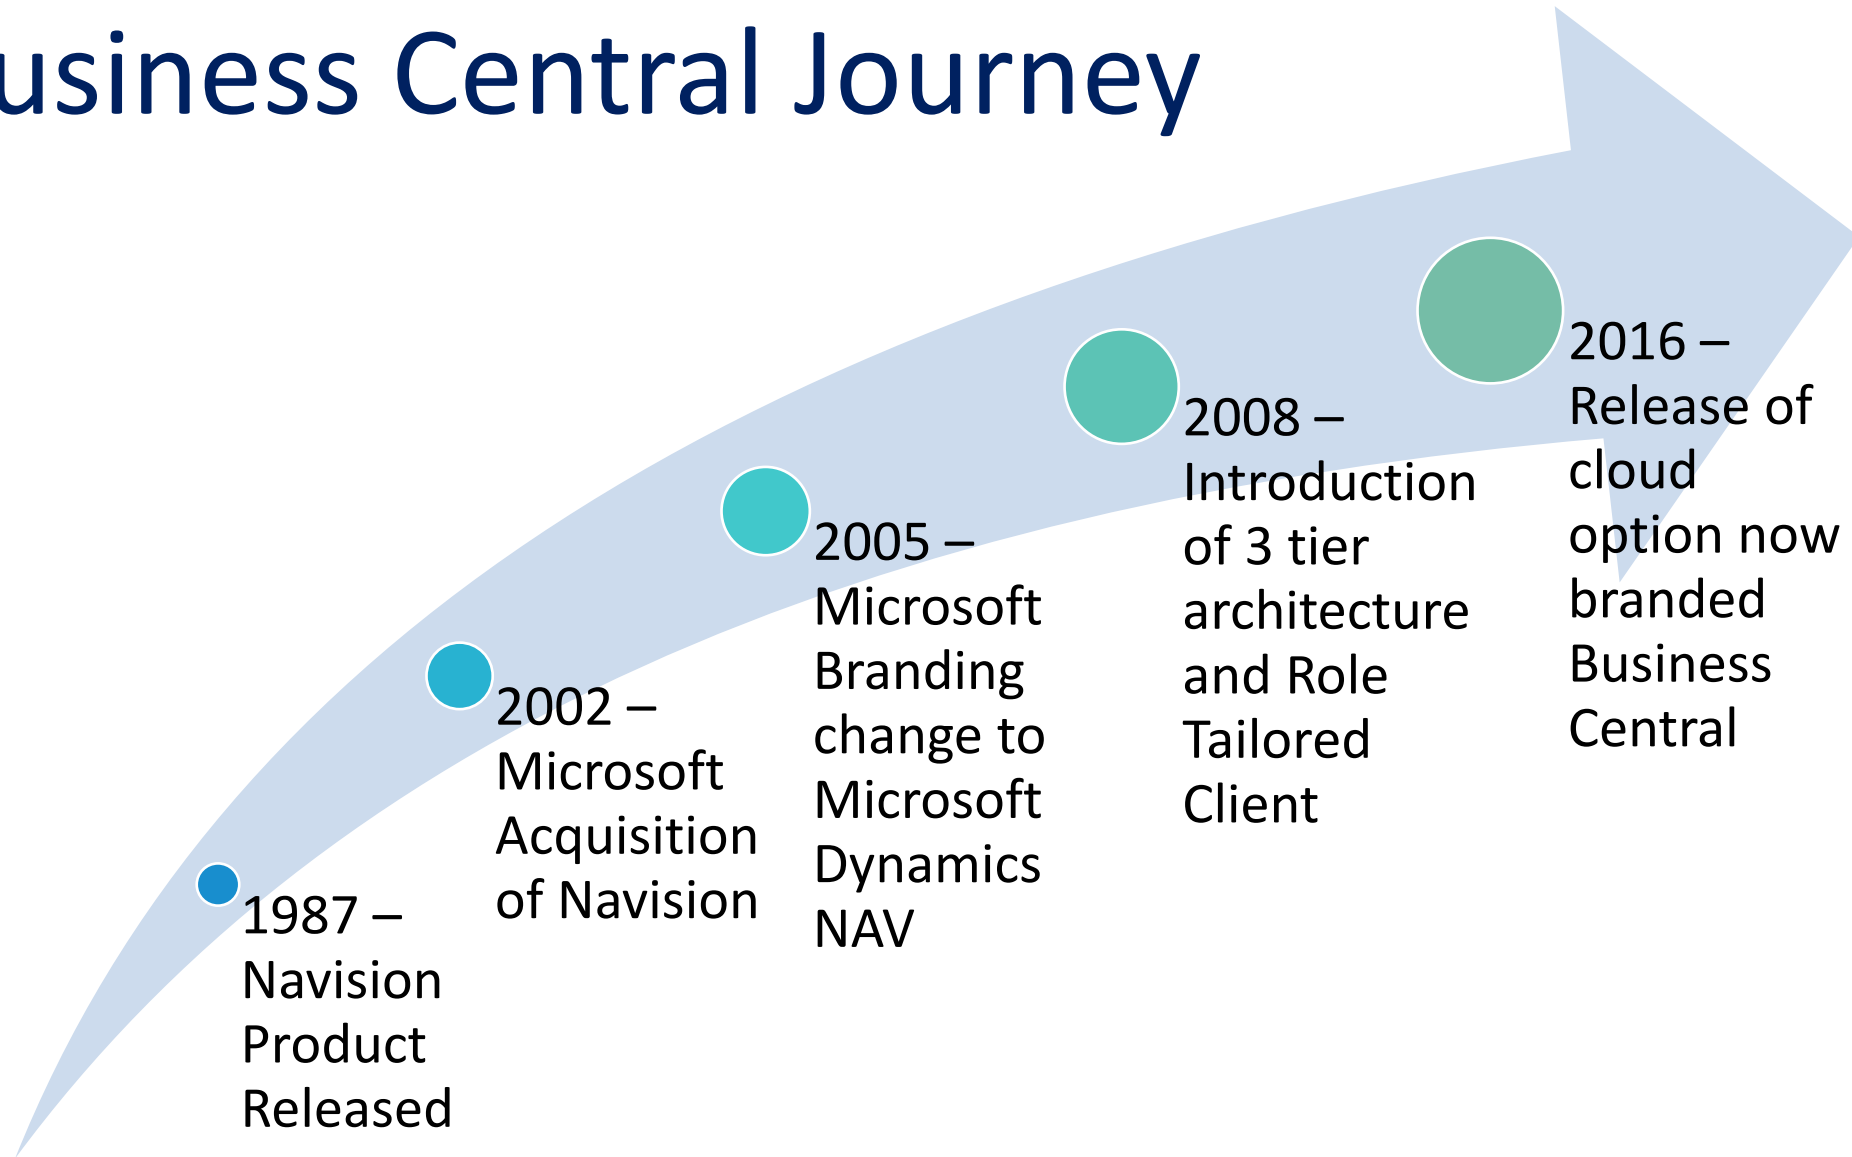 usiness Central Journey
1987 –
Navision
Product
Released
2002 –
Microsoft
Acquisition
of Navision
2005 –
Microsoft
Branding
change to
Microsoft
Dynamics
NAV
2008 –
Introduction
of 3 tier
architecture
and Role
Tailored
Client
2016 –
Release of
cloud
option now
branded
Business
Central